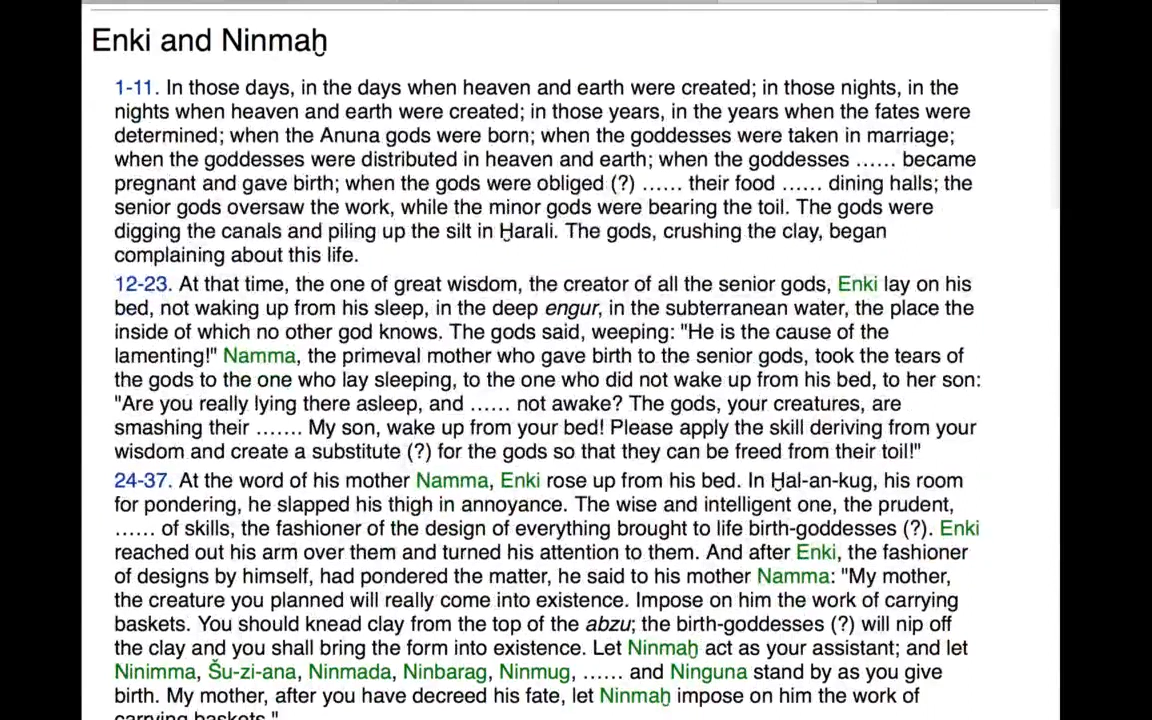 Enki and Ninmaḫ
1-11. In those days, in the days when heaven and earth were created; in those nights, in the
nights when heaven and earth were created; in those years, in the years when the fates were
determined; when the Anuna gods were born; when the goddesses were taken in marriage;
when the goddesses were distributed in heaven and earth; when the goddesses ...... became
pregnant and gave birth; when the gods were obliged (?) ...... their food ...... dining halls; the
senior gods oversaw the work, while the minor gods were bearing the toil. The gods were
digging the canals and piling up the silt in Ḫarali. The gods, crushing the clay, began
complaining about this life.
12-23. At that time, the one of great wisdom, the creator of all the senior gods, Enki lay on his
bed, not waking up from his sleep, in the deep engur, in the subterranean water, the place the
inside of which no other god knows. The gods said, weeping: "He is the cause of the
lamenting!" Namma, the primeval mother who gave birth to the senior gods, took the tears of
the gods to the one who lay sleeping, to the one who did not wake up from his bed, to her son:
"Are you really lying there asleep, and ...... not awake? The gods, your creatures, are
smashing their ....... My son, wake up from your bed! Please apply the skill deriving from your
wisdom and create a substitute (?) for the gods so that they can be freed from their toil!"
24-37. At the word of his mother Namma, Enki rose up from his bed. In Ḫal-an-kug, his room
for pondering, he slapped his thigh in annoyance. The wise and intelligent one, the prudent,
...... of skills, the fashioner of the design of everything brought to life birth-goddesses (?). Enki
reached out his arm over them and turned his attention to them. And after Enki, the fashioner
of designs by himself, had pondered the matter, he said to his mother Namma: "My mother,
the creature you planned will really come into existence. Impose on him the work of carrying
baskets. You should knead clay from the top of the abzu; the birth-goddesses (?) will nip off
the clay and you shall bring the form into existence. Let Ninmaḫ act as your assistant; and let
Ninimma, Šu-zi-ana, Ninmada, Ninbarag, Ninmug, ...... and Ninguna stand by as you give
birth. My mother, after you have decreed his fate, let Ninmaḫ impose on him the work of
carrying baskets."